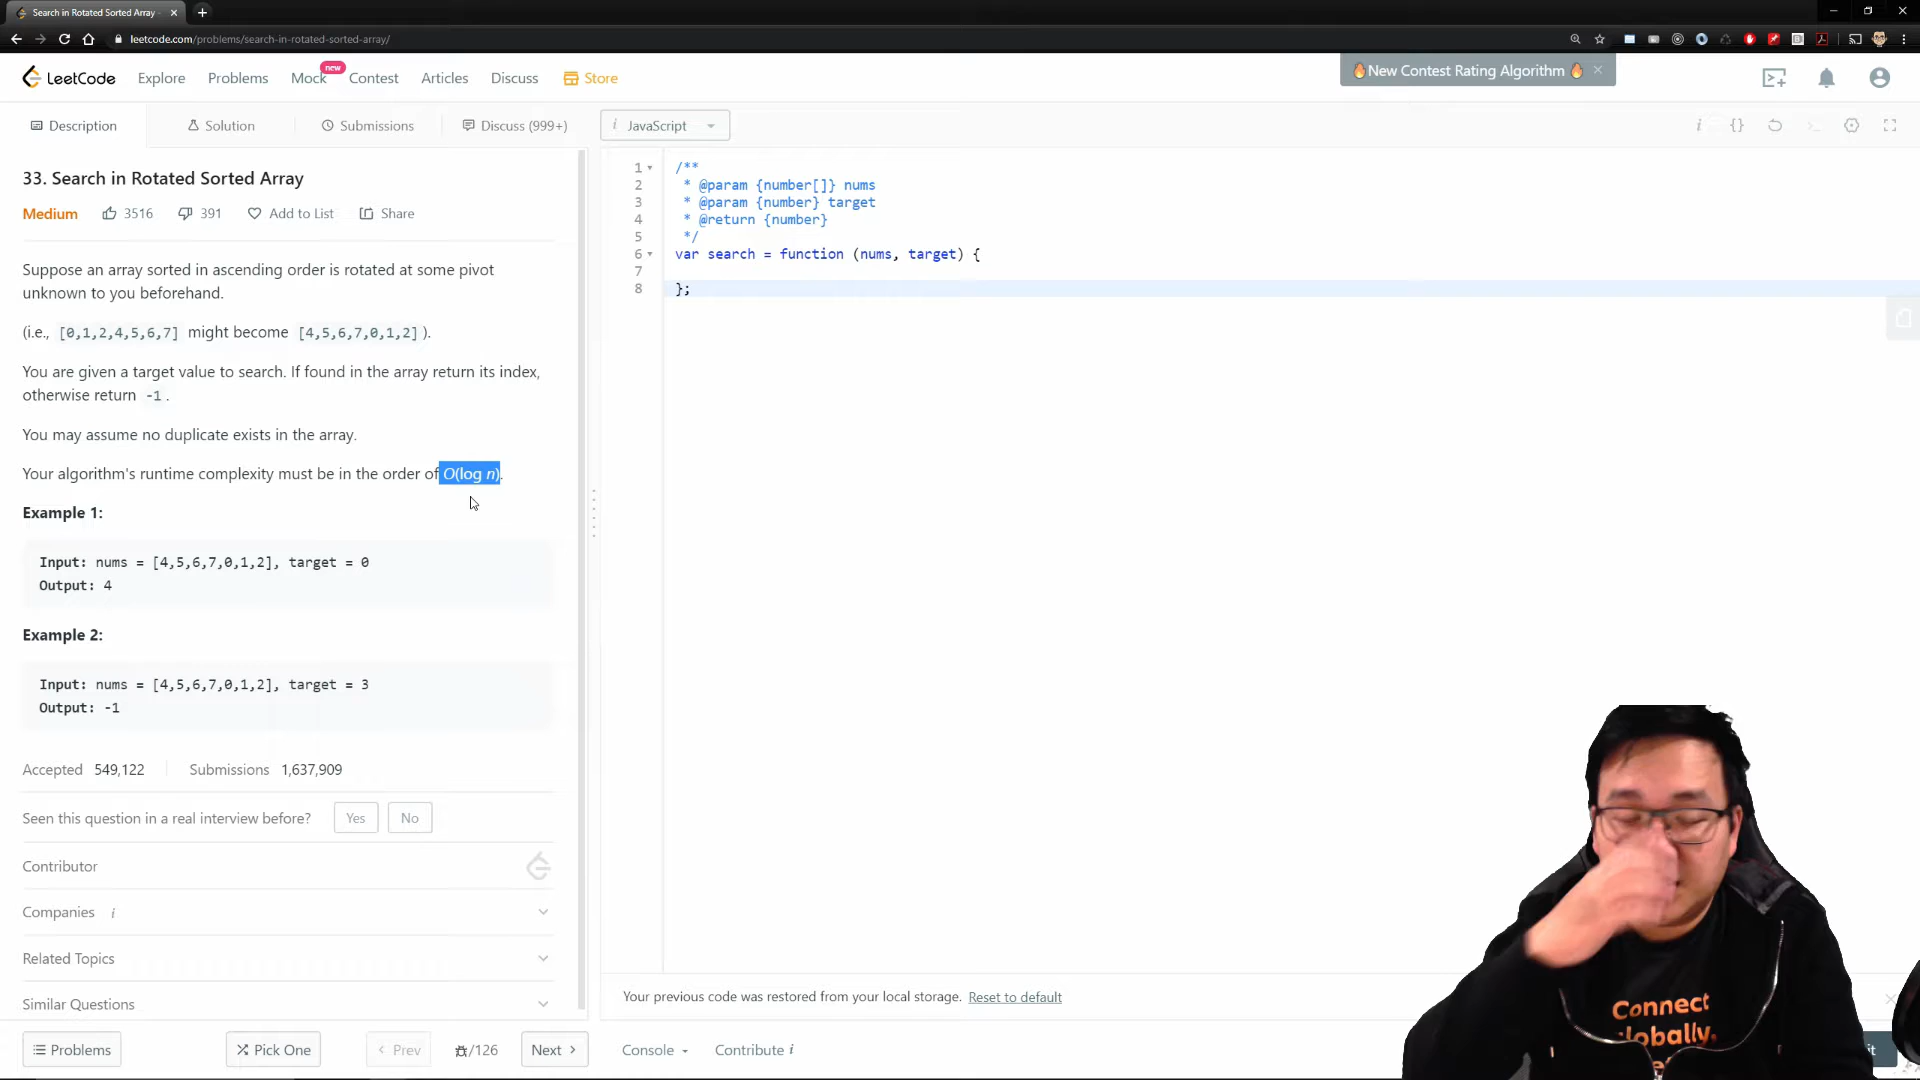 Search in Rotated Sorted Array -
leetcode.com/problems/search-in-rotated-sorted-array/
LeetCode
Explore
Problems
Mock
new
Contest
Articles
Discuss
Store
🔥New Contest Rating Algorithm 🔥
Description
Solution
Submissions
Discuss (999+)
i JavaScript
33. Search in Rotated Sorted Array
Medium 3516 391 Add to List Share
Suppose an array sorted in ascending order is rotated at some pivot
unknown to you beforehand.
(i.e., [0,1,2,4,5,6,7] might become [4,5,6,7,0,1,2]).
You are given a target value to search. If found in the array return its index,
otherwise return -1.
You may assume no duplicate exists in the array.
Your algorithm's runtime complexity must be in the order of O(log n).
Example 1:
Input: nums = [4,5,6,7,0,1,2], target = 0
Output: 4
Example 2:
Input: nums = [4,5,6,7,0,1,2], target = 3
Output: -1
Accepted 549,122 Submissions 1,637,909
Seen this question in a real interview before? Yes No
Contributor
Companies i
Related Topics
Similar Questions
Problems
Pick One
< Prev
/126
Next >
1 /**
2 * @param {number[]} nums
3 * @param {number} target
4 * @return {number}
5 */
6 var search = function (nums, target) {
7
8 };
Your previous code was restored from your local storage. Reset to default
Console
Contribute i
Connect
globally,